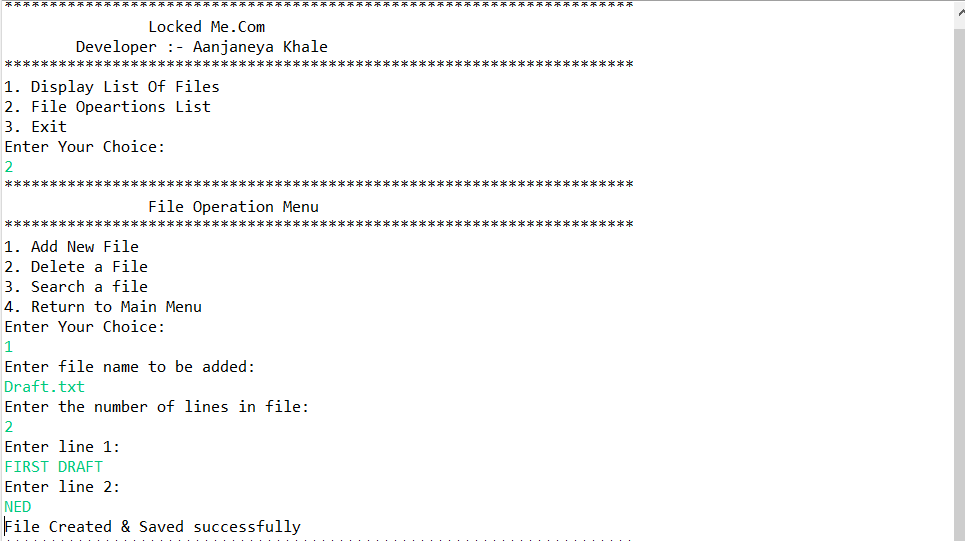 **********************************************************************
Locked Me.Com
Developer :- Aanjaneya Khale
**********************************************************************
1. Display List Of Files
2. File Opeartions List
3. Exit
Enter Your Choice:
2
**********************************************************************
File Operation Menu
**********************************************************************
1. Add New File
2. Delete a File
3. Search a file
4. Return to Main Menu
Enter Your Choice:
1
Enter file name to be added:
Draft.txt
Enter the number of lines in file:
2
Enter line 1:
FIRST DRAFT
Enter line 2:
NED
File Created & Saved successfully
**********************************************************************